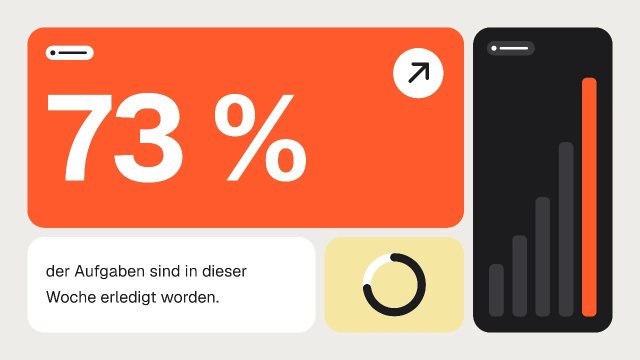 73 %
der Aufgaben sind in dieser
Woche erledigt worden.